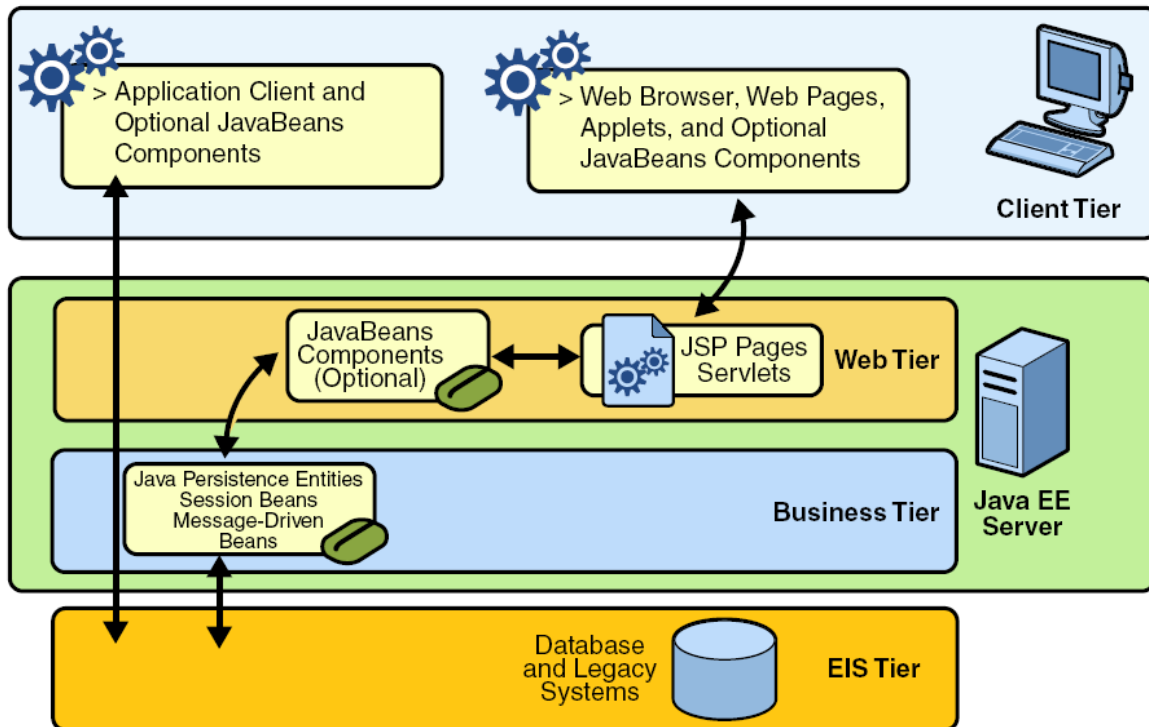 > Application Client and
Optional JavaBeans
Components
> Web Browser, Web Pages,
Applets, and Optional
JavaBeans Components
Client Tier
JavaBeans
Components
(Optional)
JSP Pages
Servlets
Web Tier
Java Persistence Entities
Session Beans
Message-Driven
Beans
Business Tier
Java EE
Server
Database
and Legacy
Systems
EIS Tier